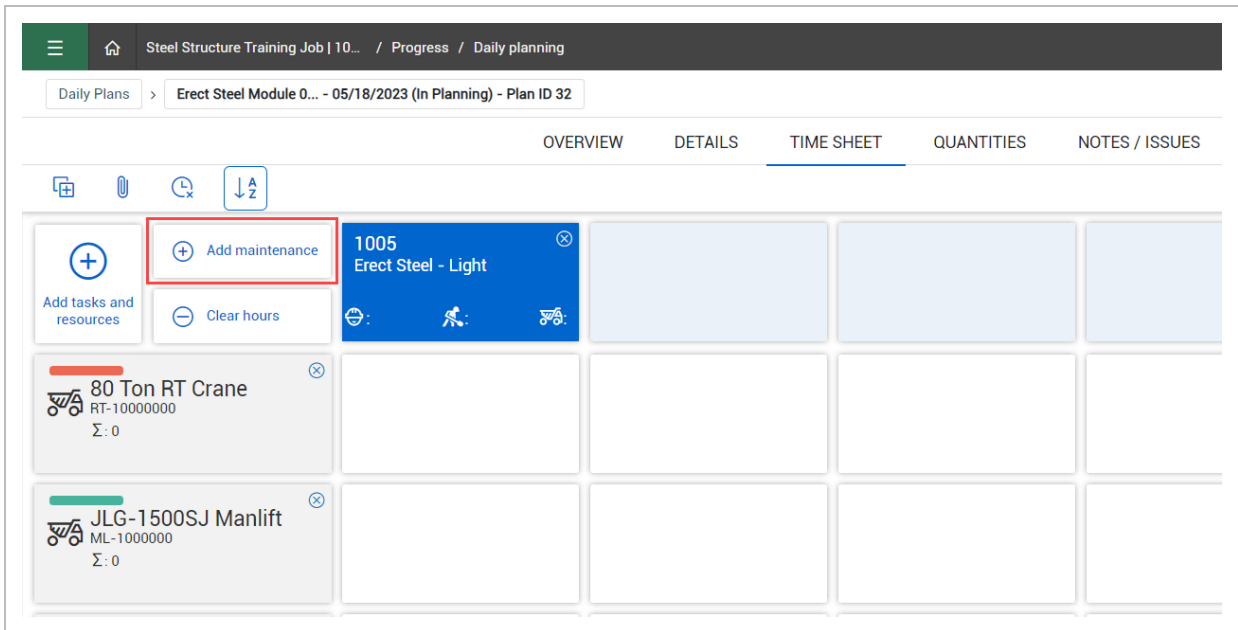 Steel Structure Training Job | 10... / Progress / Daily planning
Daily Plans > Erect Steel Module 0... - 05/18/2023 (In Planning) - Plan ID 32
OVERVIEW DETAILS TIME SHEET QUANTITIES NOTES / ISSUES
A
Z
Add tasks and
resources
Add maintenance
Clear hours
1005
Erect Steel - Light
:
:
:
80 Ton RT Crane
RT-10000000
Σ: 0
JLG-1500SJ Manlift
ML-1000000
Σ: 0